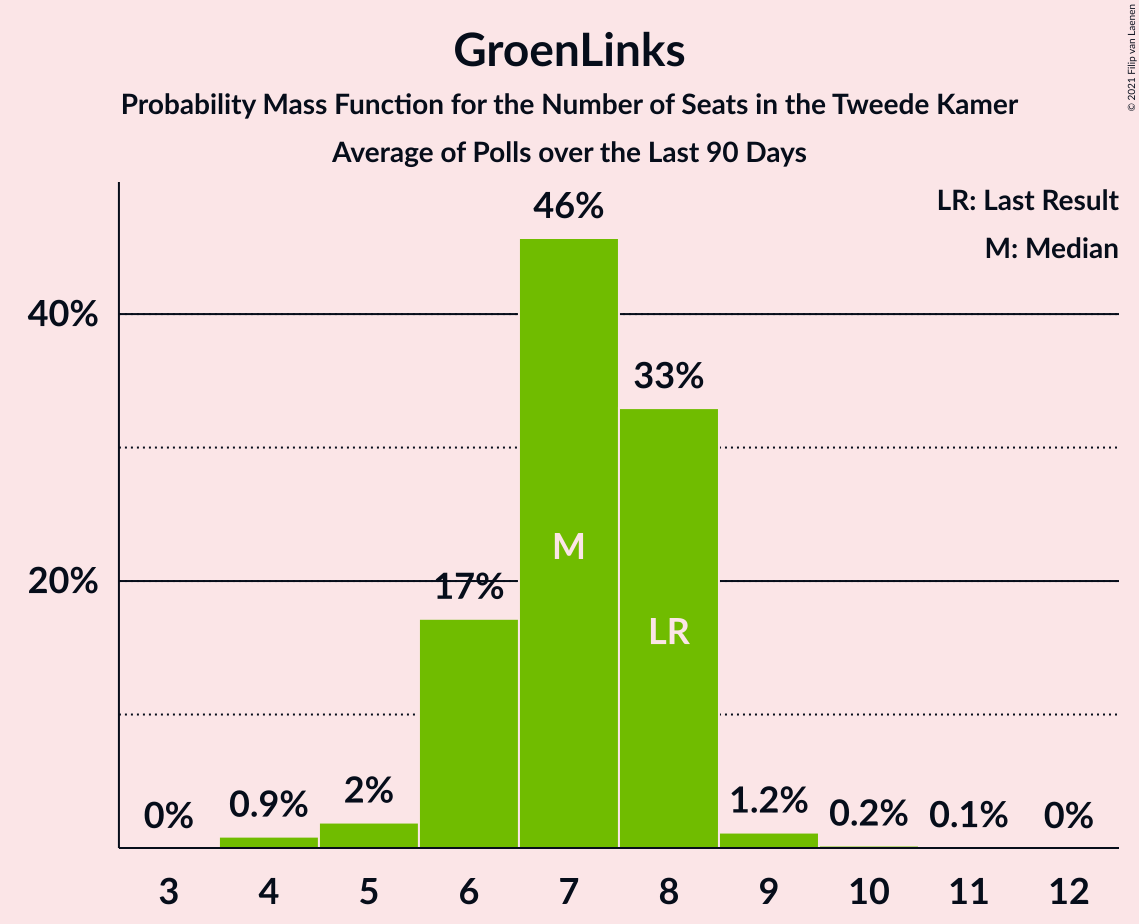 GroenLinks
Probability Mass Function for the Number of Seats in the Tweede Kamer
Average of Polls over the Last 90 Days
© 2021 Filip van Laenen
LR: Last Result
M: Median
40%
20%
0%
0.9%
2%
17%
46%
33%
1.2%
0.2%
0.1%
0%
M
LR
3 4 5 6 7 8 9 10 11 12